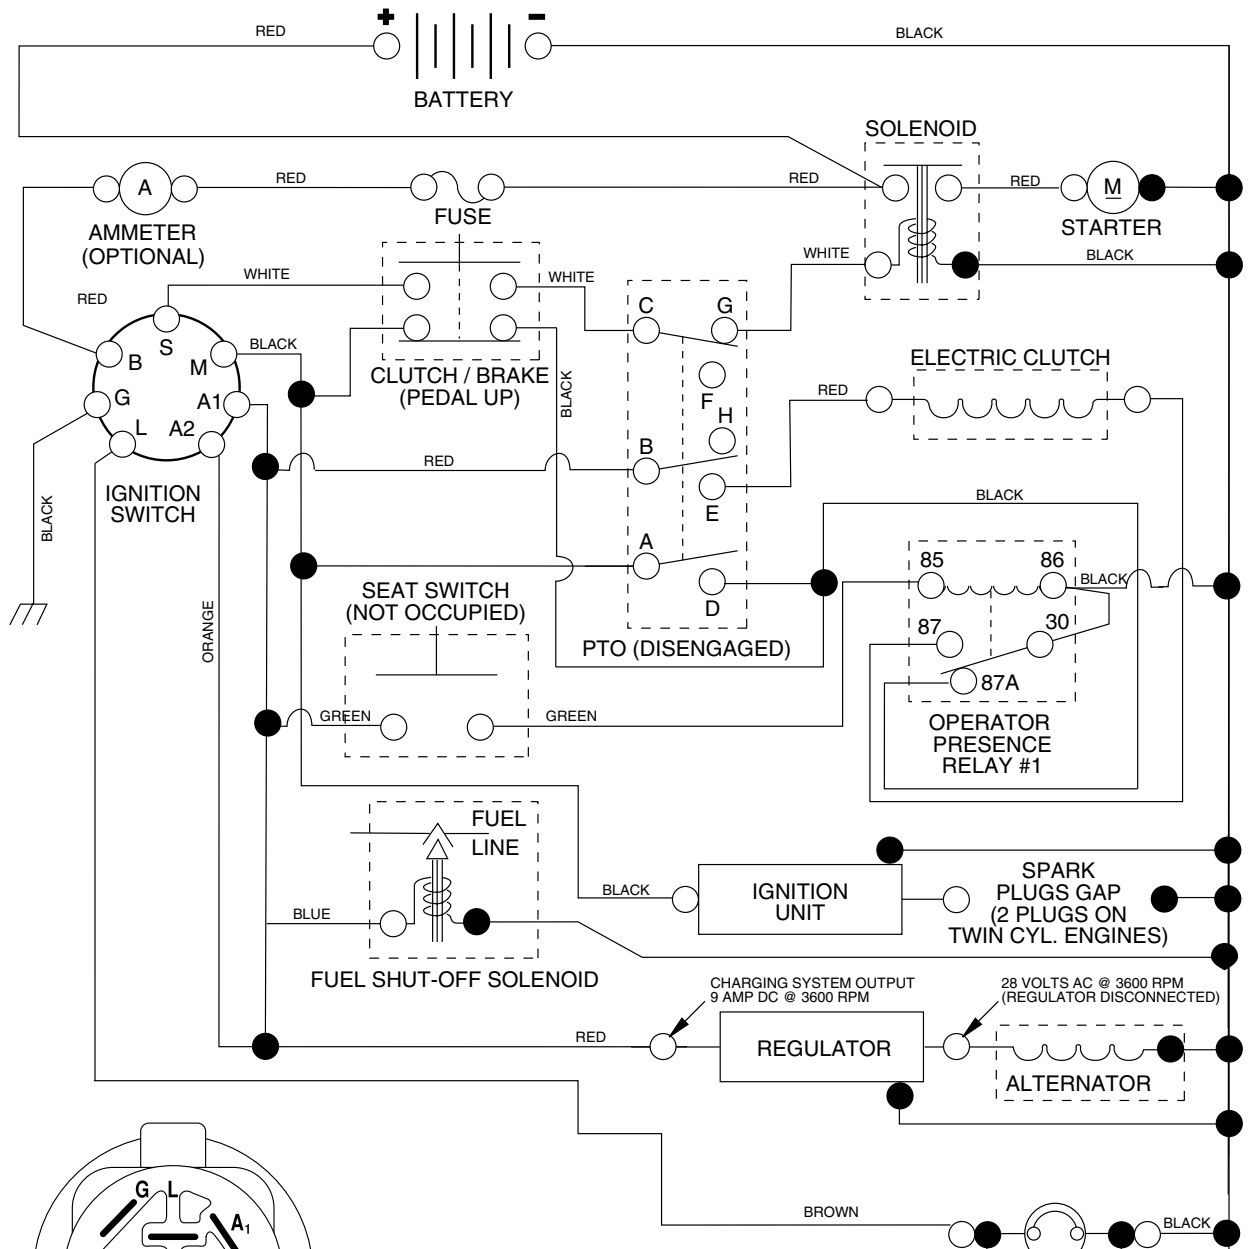 + -
RED
BLACK
BATTERY
SOLENOID
A
RED
RED
RED
M
FUSE
AMMETER
(OPTIONAL)
STARTER
WHITE
WHITE
WHITE
BLACK
RED
C G
S
BLACK
B
M
CLUTCH / BRAKE
(PEDAL UP)
BLACK
ELECTRIC CLUTCH
F
RED
G
A1
L A2
H
B
RED
IGNITION
SWITCH
BLACK
E
BLACK
A
85 86
BLACK
SEAT SWITCH
(NOT OCCUPIED)
D
ORANGE
87 30
PTO (DISENGAGED)
87A
GREEN
GREEN
OPERATOR
PRESENCE
RELAY #1
FUEL
LINE
BLACK
IGNITION
UNIT
SPARK
PLUGS GAP
(2 PLUGS ON
TWIN CYL. ENGINES)
BLUE
FUEL SHUT-OFF SOLENOID
CHARGING SYSTEM OUTPUT
9 AMP DC @ 3600 RPM
28 VOLTS AC @ 3600 RPM
(REGULATOR DISCONNECTED)
RED
REGULATOR
ALTERNATOR
G L
A1
BROWN
BLACK